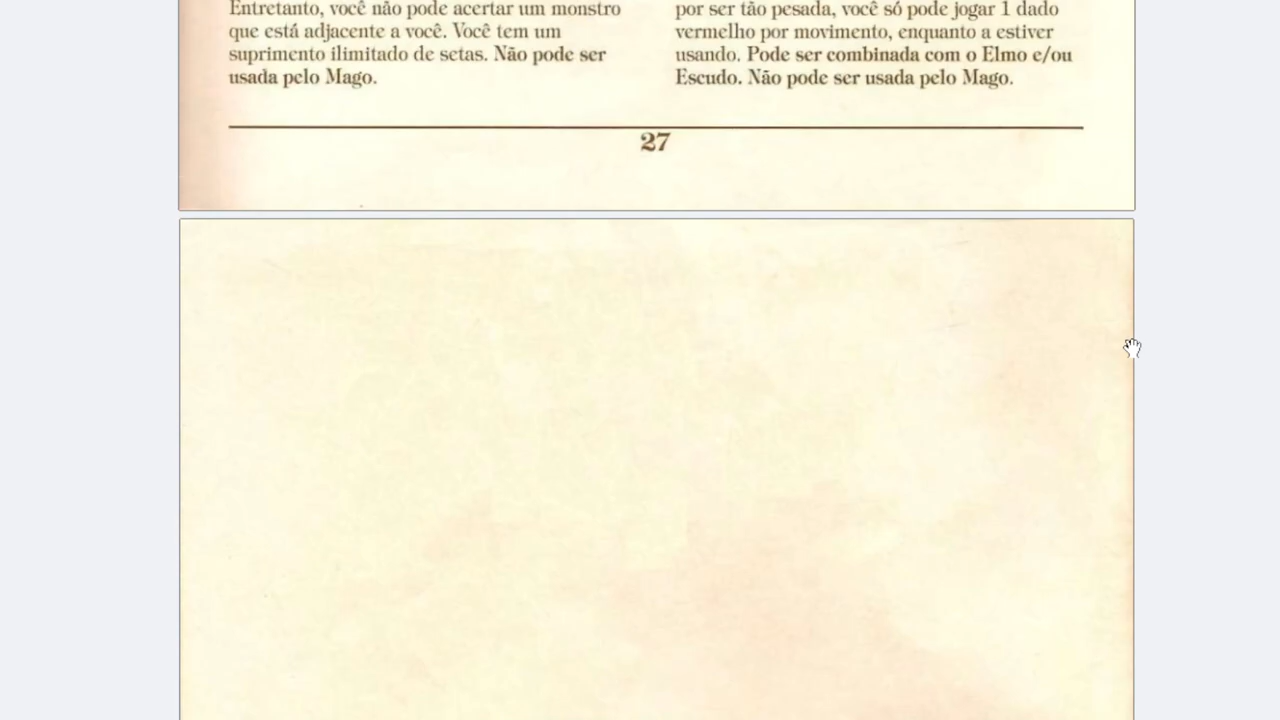 Entretanto, você não pode acertar um monstro
que está adjacente a você. Você tem um
suprimento ilimitado de setas. Não pode ser
usada pelo Mago.
por ser tão pesada, você só pode jogar 1 dado
vermelho por movimento, enquanto a estiver
usando. Pode ser combinada com o Elmo e/ou
Escudo. Não pode ser usada pelo Mago.
27